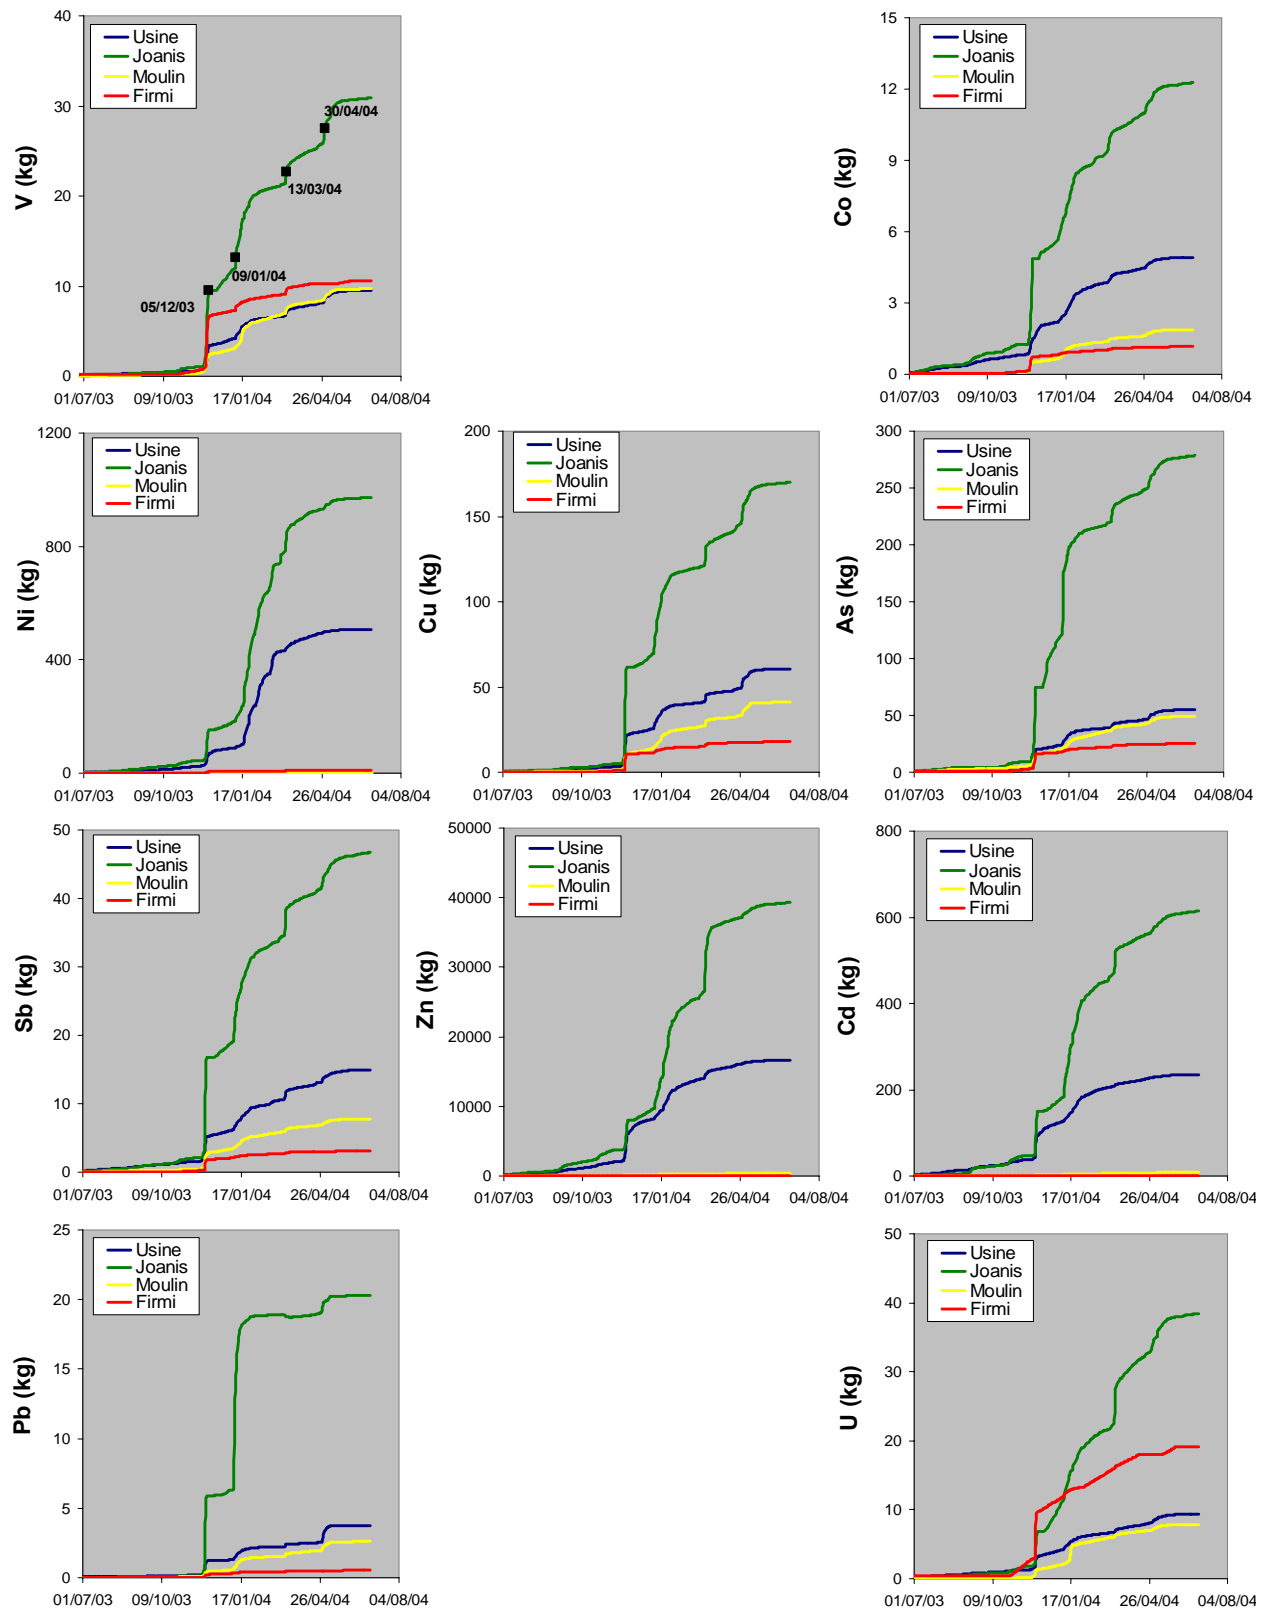 V (kg)
40
30
20
10
0
Usine
Joanis
Moulin
Firmi
30/04/04
13/03/04
09/01/04
05/12/03
01/07/03 09/10/03 17/01/04 26/04/04 04/08/04
Co (kg)
15
12
9
6
3
0
Usine
Joanis
Moulin
Firmi
01/07/03 09/10/03 17/01/04 26/04/04 04/08/04
Ni (kg)
1200
800
400
0
Usine
Joanis
Moulin
Firmi
01/07/03 09/10/03 17/01/04 26/04/04 04/08/04
Cu (kg)
200
150
100
50
0
Usine
Joanis
Moulin
Firmi
01/07/03 09/10/03 17/01/04 26/04/04 04/08/04
As (kg)
300
250
200
150
100
50
0
Usine
Joanis
Moulin
Firmi
01/07/03 09/10/03 17/01/04 26/04/04 04/08/04
Sb (kg)
50
40
30
20
10
0
Usine
Joanis
Moulin
Firmi
01/07/03 09/10/03 17/01/04 26/04/04 04/08/04
Zn (kg)
50000
40000
30000
20000
10000
0
Usine
Joanis
Moulin
Firmi
01/07/03 09/10/03 17/01/04 26/04/04 04/08/04
Cd (kg)
800
600
400
200
0
Usine
Joanis
Moulin
Firmi
01/07/03 09/10/03 17/01/04 26/04/04 04/08/04
Pb (kg)
25
20
15
10
5
0
Usine
Joanis
Moulin
Firmi
01/07/03 09/10/03 17/01/04 26/04/04 04/08/04
U (kg)
50
40
30
20
10
0
Usine
Joanis
Moulin
Firmi
01/07/03 09/10/03 17/01/04 26/04/04 04/08/04